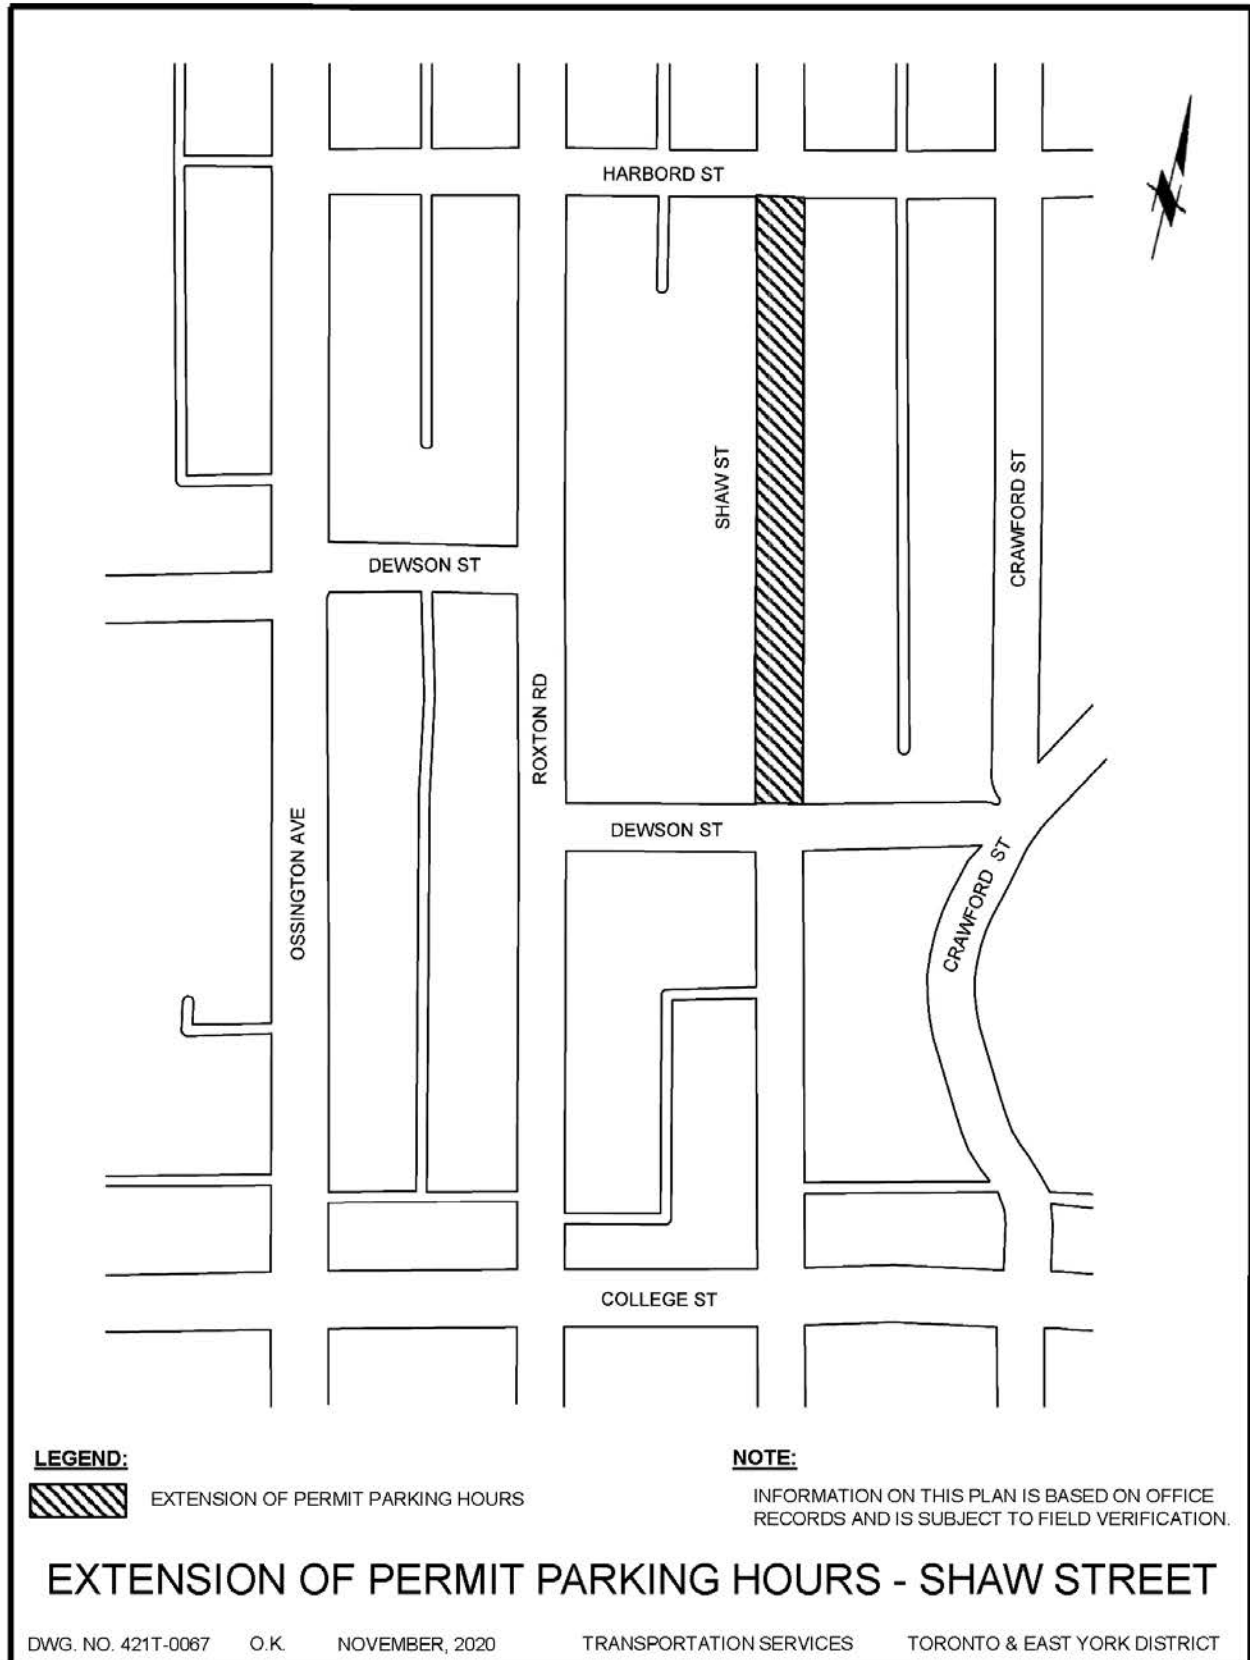 HARBORD ST
SHAW ST
CRAWFORD ST
DEWSON ST
ROXTON RD
OSSINGTON AVE
DEWSON ST
CRAWFORD ST
COLLEGE ST
LEGEND:
EXTENSION OF PERMIT PARKING HOURS
NOTE:
INFORMATION ON THIS PLAN IS BASED ON OFFICE
RECORDS AND IS SUBJECT TO FIELD VERIFICATION.
EXTENSION OF PERMIT PARKING HOURS - SHAW STREET
DWG. NO. 421T-0067 O.K. NOVEMBER, 2020 TRANSPORTATION SERVICES TORONTO & EAST YORK DISTRICT